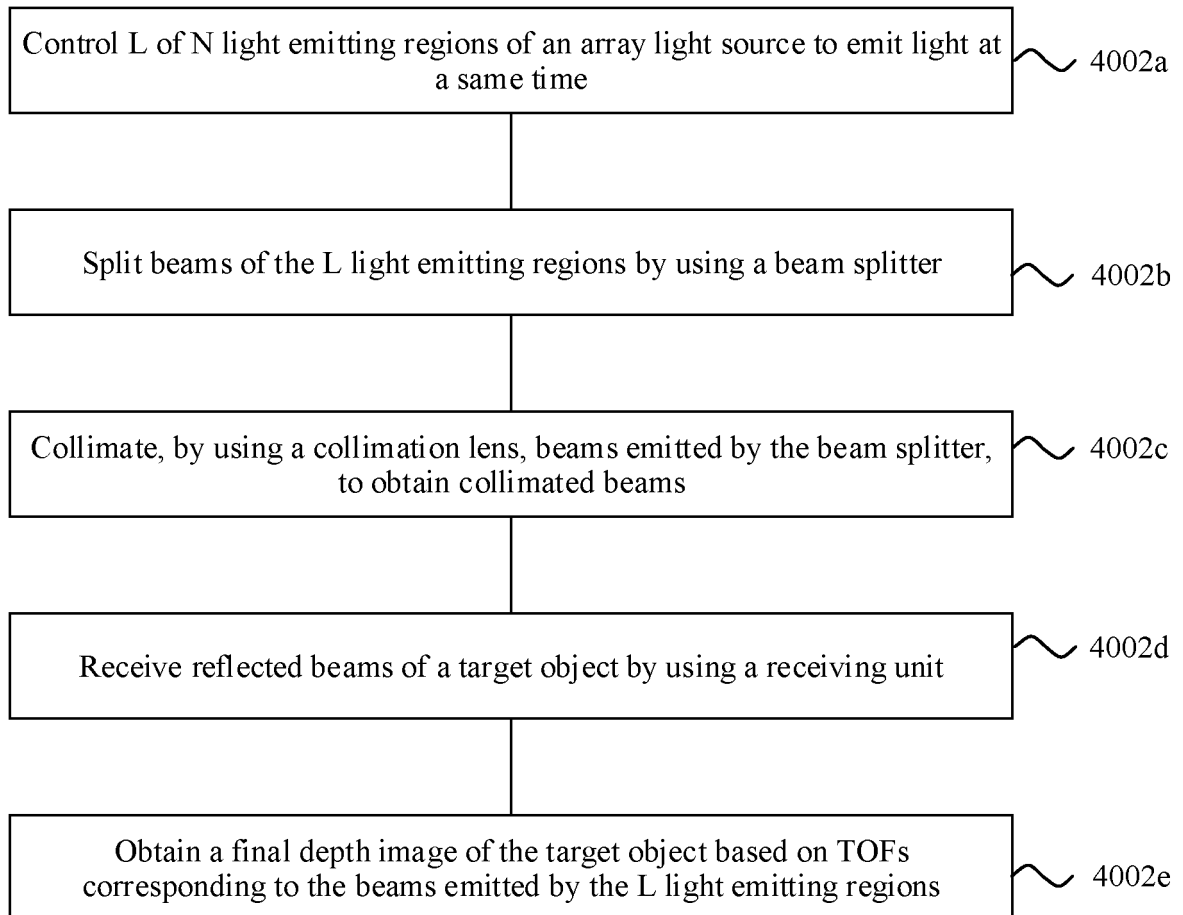 Control L of N light emitting regions of an array light source to emit light at
a same time
4002a
Split beams of the L light emitting regions by using a beam splitter
4002b
Collimate, by using a collimation lens, beams emitted by the beam splitter,
to obtain collimated beams
4002c
Receive reflected beams of a target object by using a receiving unit
4002d
Obtain a final depth image of the target object based on TOFs
corresponding to the beams emitted by the L light emitting regions
4002e